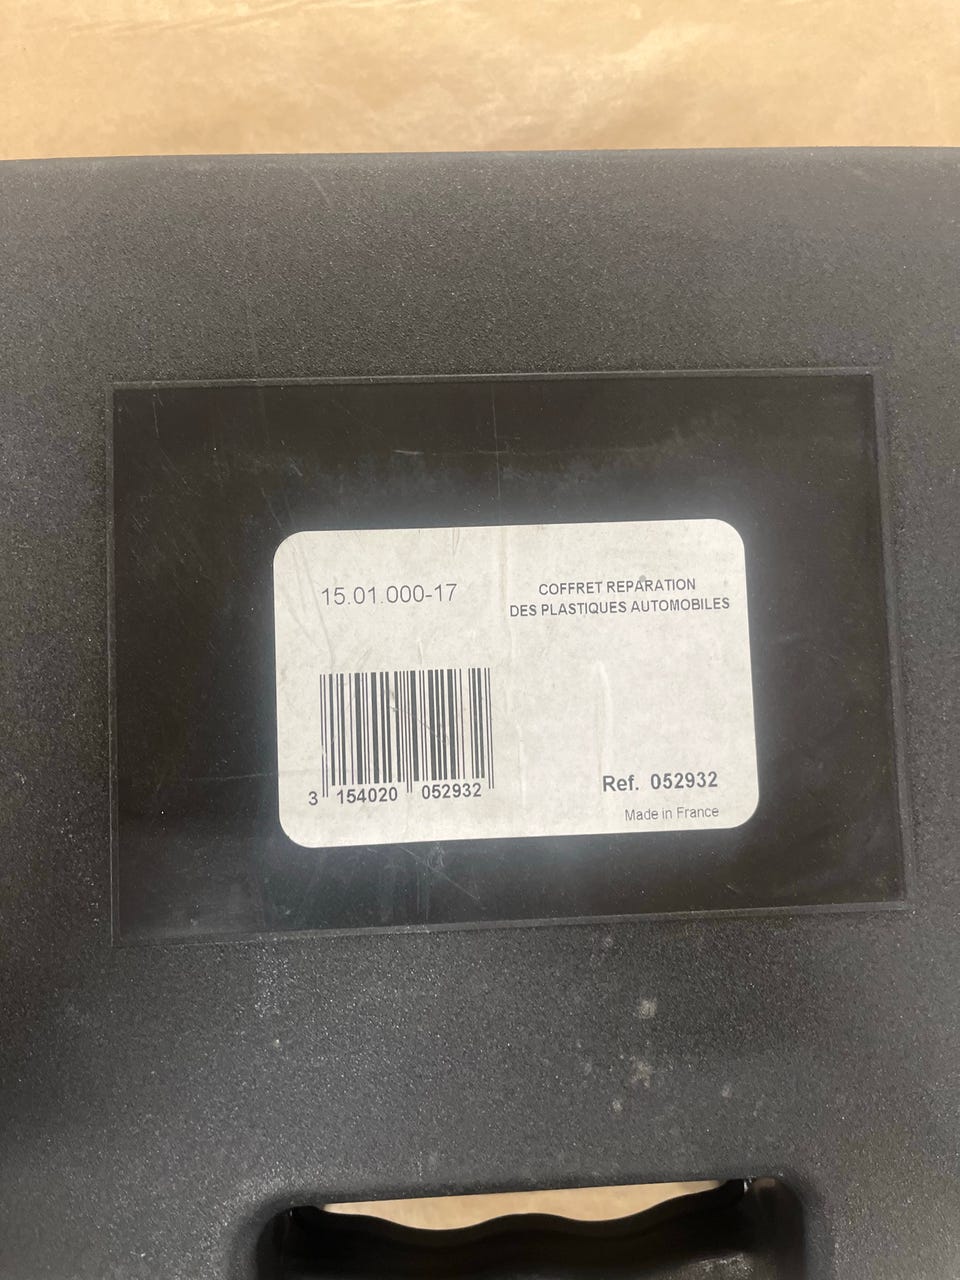 15.01.000-17
COFFRET REPARATION
DES PLASTIQUES AUTOMOBILES
3 154020 052932
Ref. 052932
Made in France